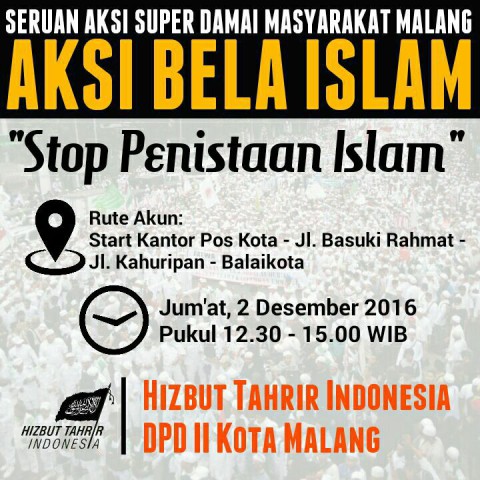 SERUAN AKSI SUPER DAMAI MASYARAKAT MALANG
AKSI BELA ISLAM
"Stop Penistaan Islam"
Rute Akun:
Start Kantor Pos Kota - Jl. Basuki Rahmat -
Jl. Kahuripan - Balaikota
Jum'at, 2 Desember 2016
Pukul 12.30 - 15.00 WIB
HIZBUT TAHRIR
INDONESIA
HIZBUT TAHRIR INDONESIA
DPD II KOTA MALANG